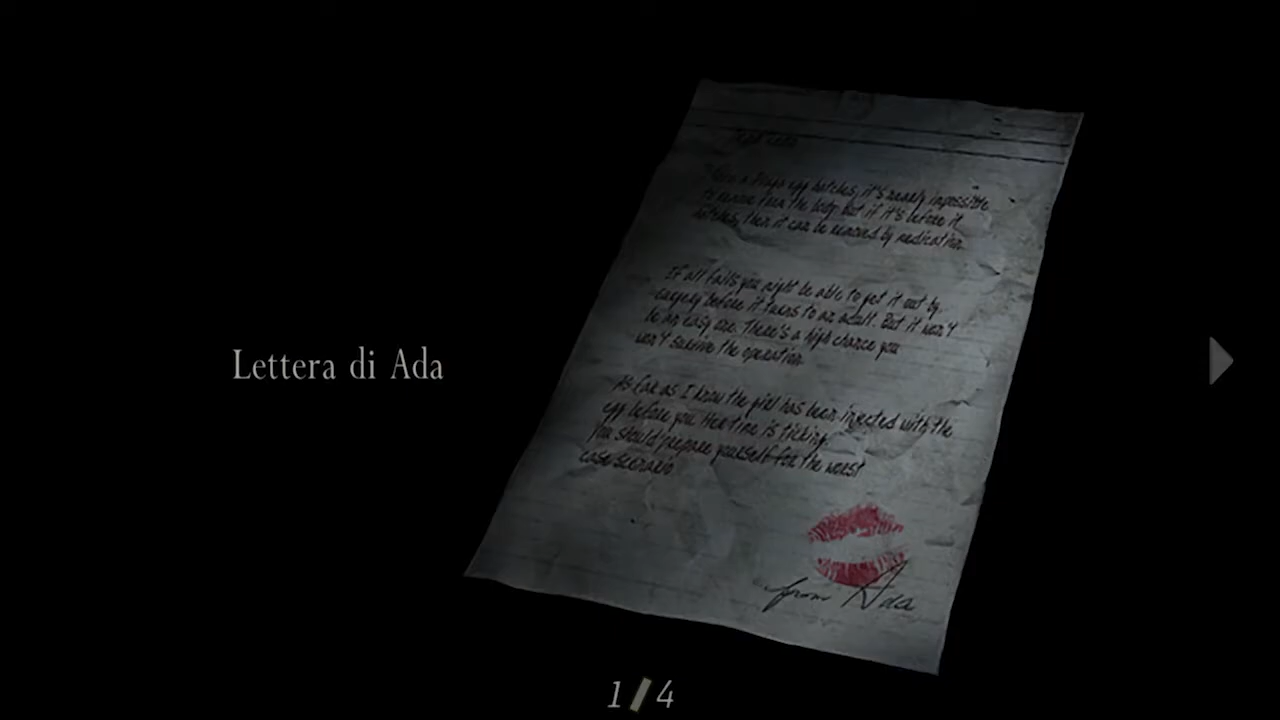 Lettera di Ada
Dear Leon,
Once a Plaga egg hatches, it's nearly impossible
to remove from the body. But if it's before it
hatches, then it can be removed by medication.
If all fails you might be able to get it out by
surgery before it turns to an adult. But it won't
be an easy one. There's a high chance you
won't survive the operation.
As far as I know the girl has been injected with the
egg before you. Her time is ticking.
You should prepare yourself for the worst
case scenario
from Ada
1/4